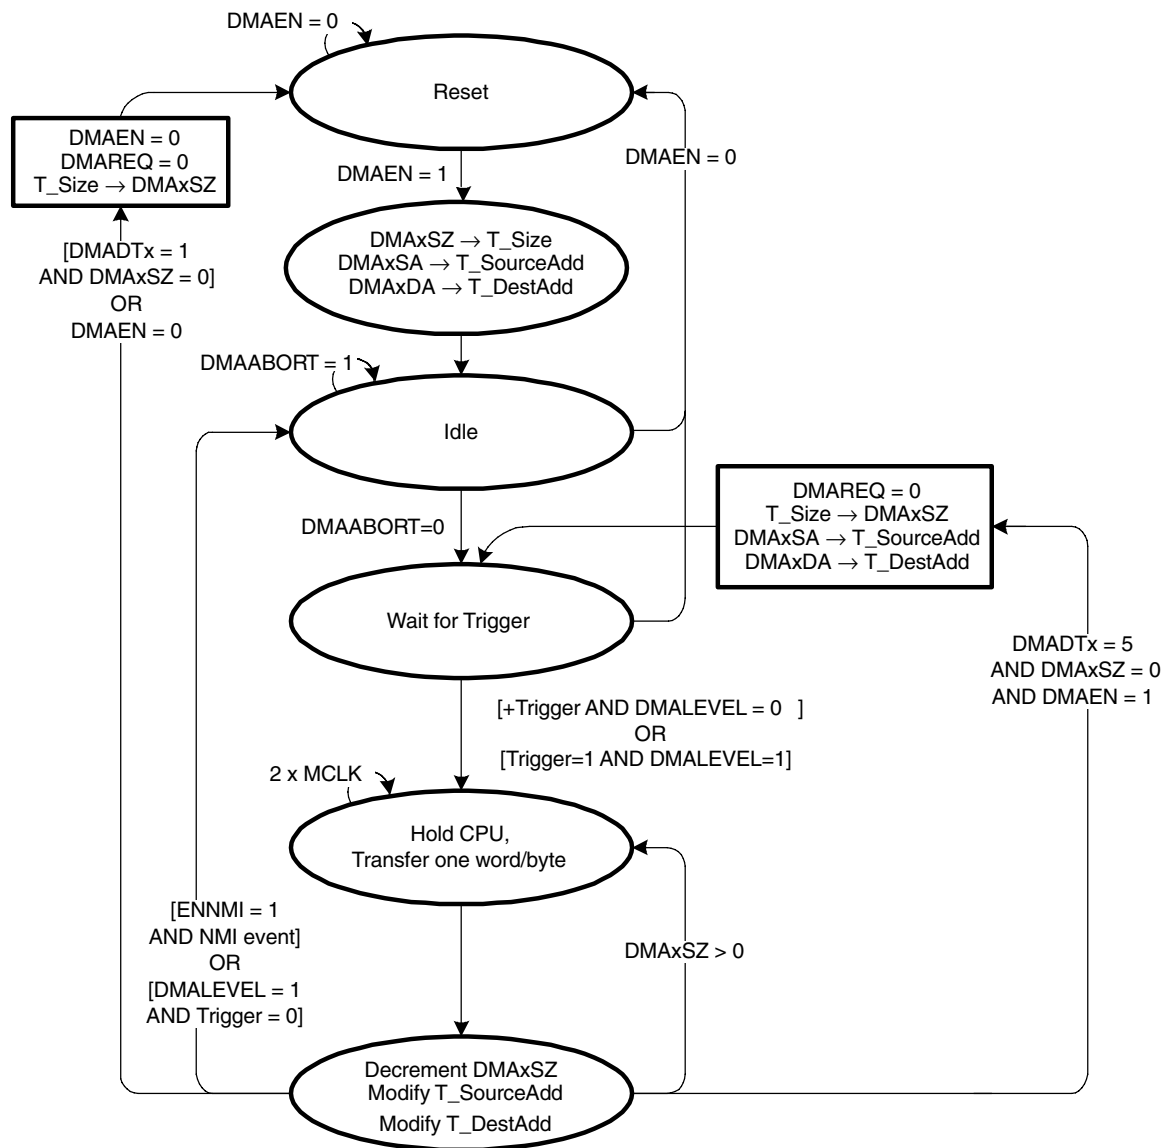 DMAEN = 0
Reset
DMAEN = 0
DMAREQ = 0
T_Size → DMAxSZ
DMAEN = 0
DMAEN = 1
DMAxSZ → T_Size
DMAxSA → T_SourceAdd
DMAxDA → T_DestAdd
[DMADTx = 1
AND DMAxSZ = 0]
OR
DMAEN = 0
DMAABORT = 1
Idle
DMAABORT=0
DMAREQ = 0
T_Size → DMAxSZ
DMAxSA → T_SourceAdd
DMAxDA → T_DestAdd
Wait for Trigger
DMADTx = 5
AND DMAxSZ = 0
AND DMAEN = 1
[+Trigger AND DMALEVEL = 0 ]
OR
[Trigger=1 AND DMALEVEL=1]
2 x MCLK
Hold CPU,
Transfer one word/byte
[ENNMI = 1
AND NMI event]
OR
[DMALEVEL = 1
AND Trigger = 0]
DMAxSZ > 0
Decrement DMAxSZ
Modify T_SourceAdd
Modify T_DestAdd